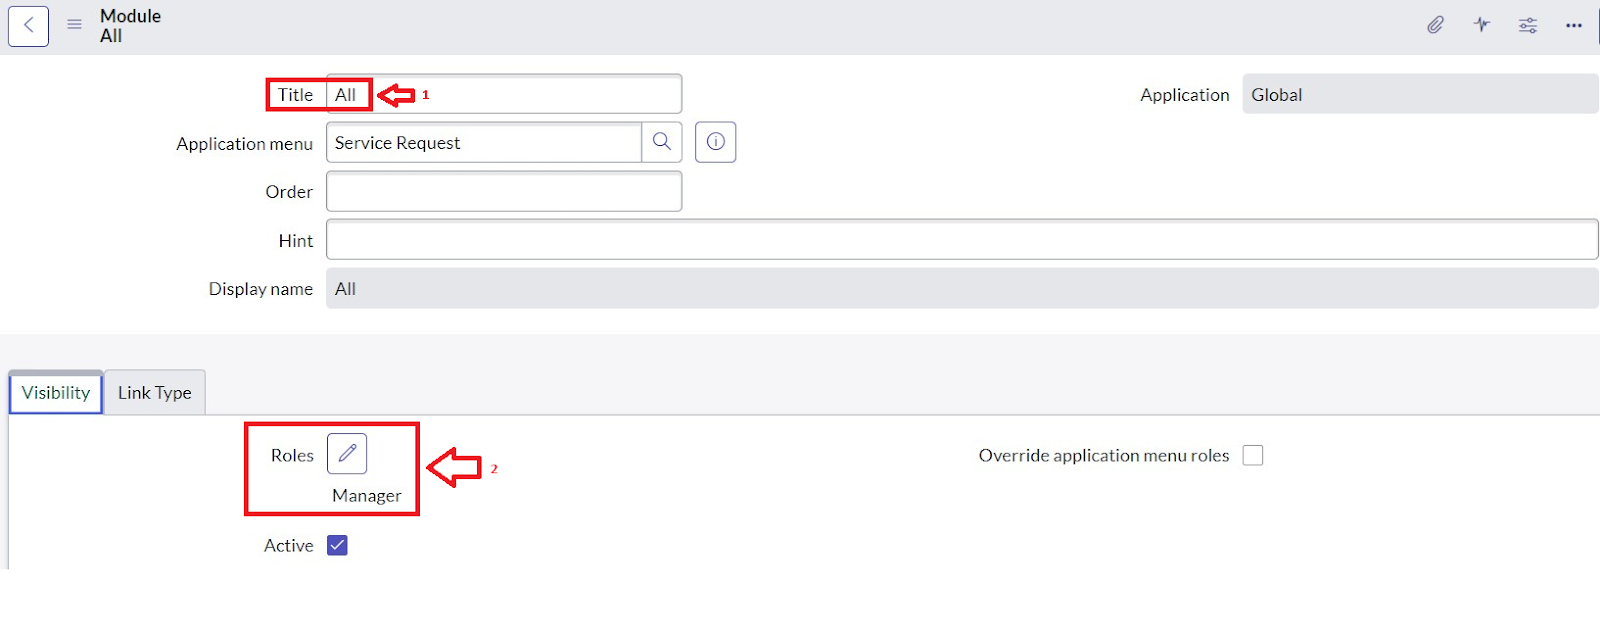 Module
All
Title All 1
Application Global
Application menu Service Request
Order
Hint
Display name All
Visibility Link Type
Roles
Override application menu roles
2
Manager
Active